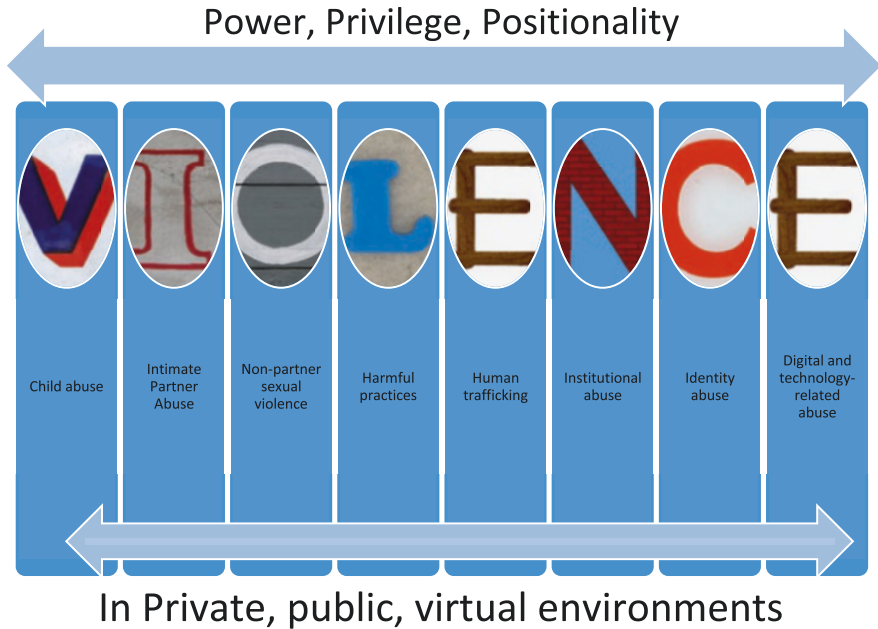 Power, Privilege, Positionality
VIOLENCE
Child abuse
Intimate
Partner
Abuse
Non-partner
sexual
violence
Harmful
practices
Human
trafficking
Institutional
abuse
Identity
abuse
Digital and
technology-
related
abuse
In Private, public, virtual environments